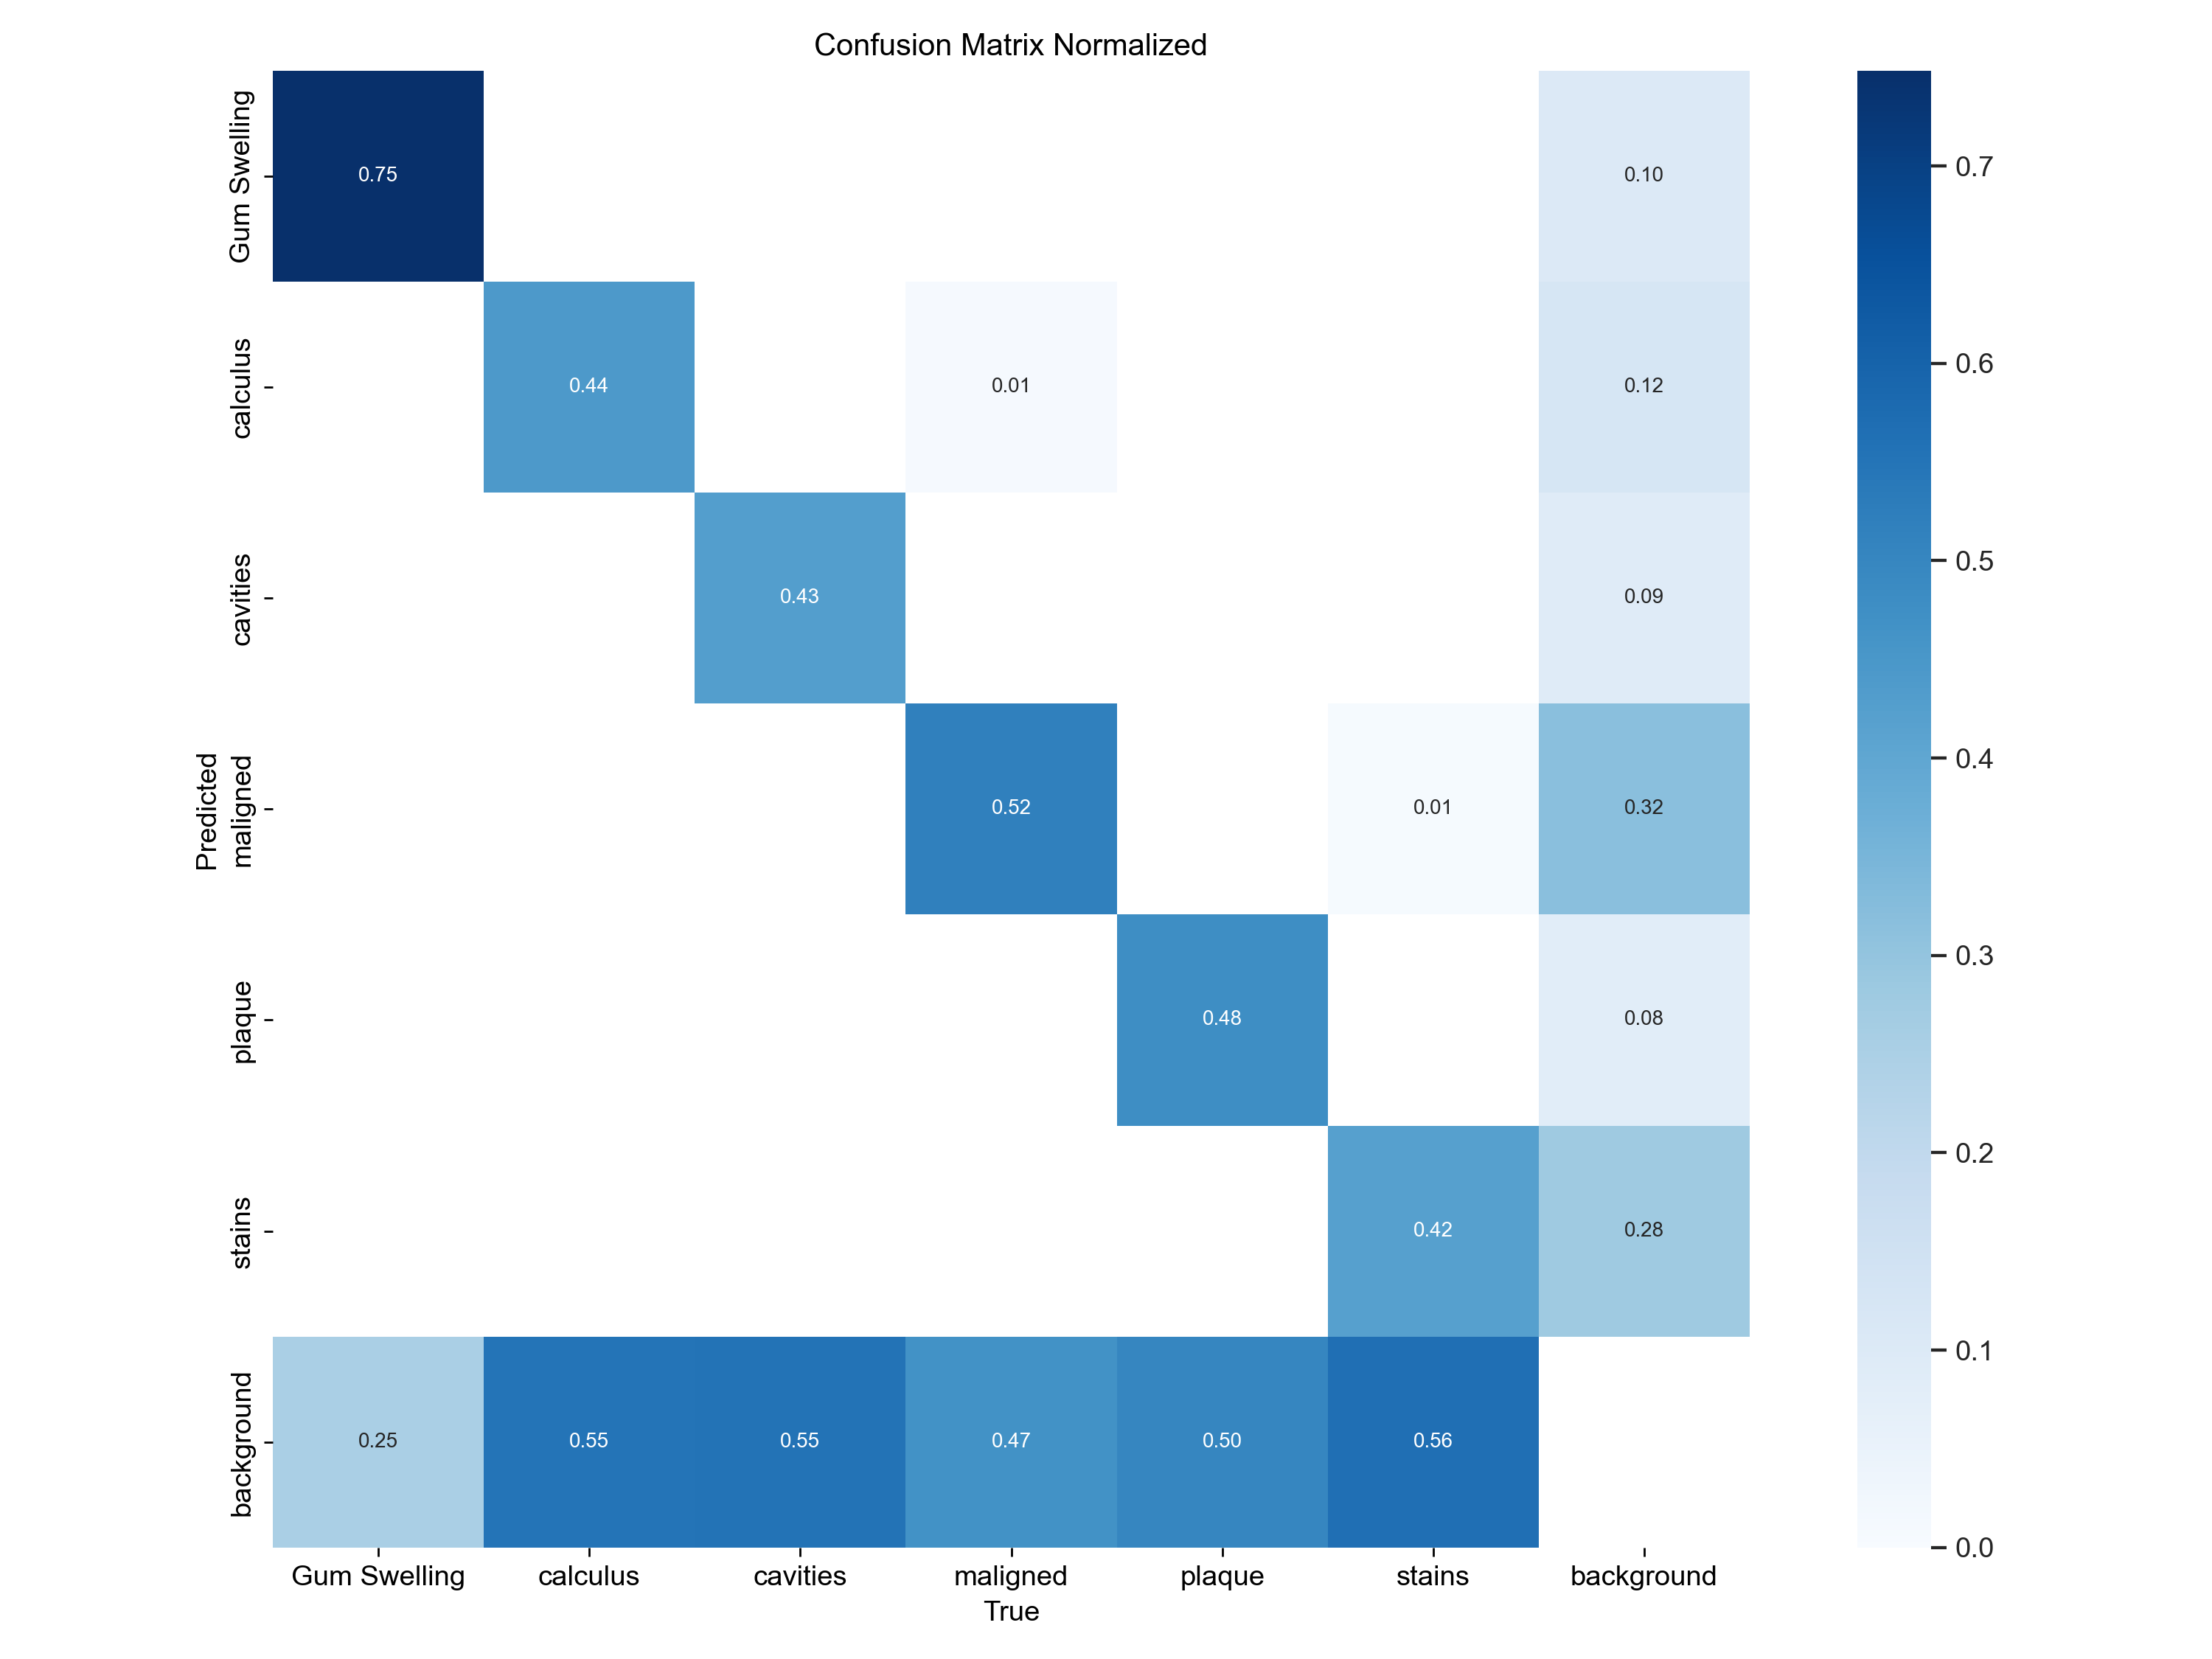 Confusion Matrix Normalized
Gum Swelling
0.75
0.10
0.7
calculus
0.44
0.01
0.12
0.6
cavities
0.43
0.09
0.5
Predicted
maligned
0.52
0.01
0.32
0.4
plaque
0.48
0.08
0.3
stains
0.42
0.28
0.2
background
0.25
0.55
0.55
0.47
0.50
0.56
0.1
0.0
Gum Swelling calculus cavities maligned plaque stains background
True